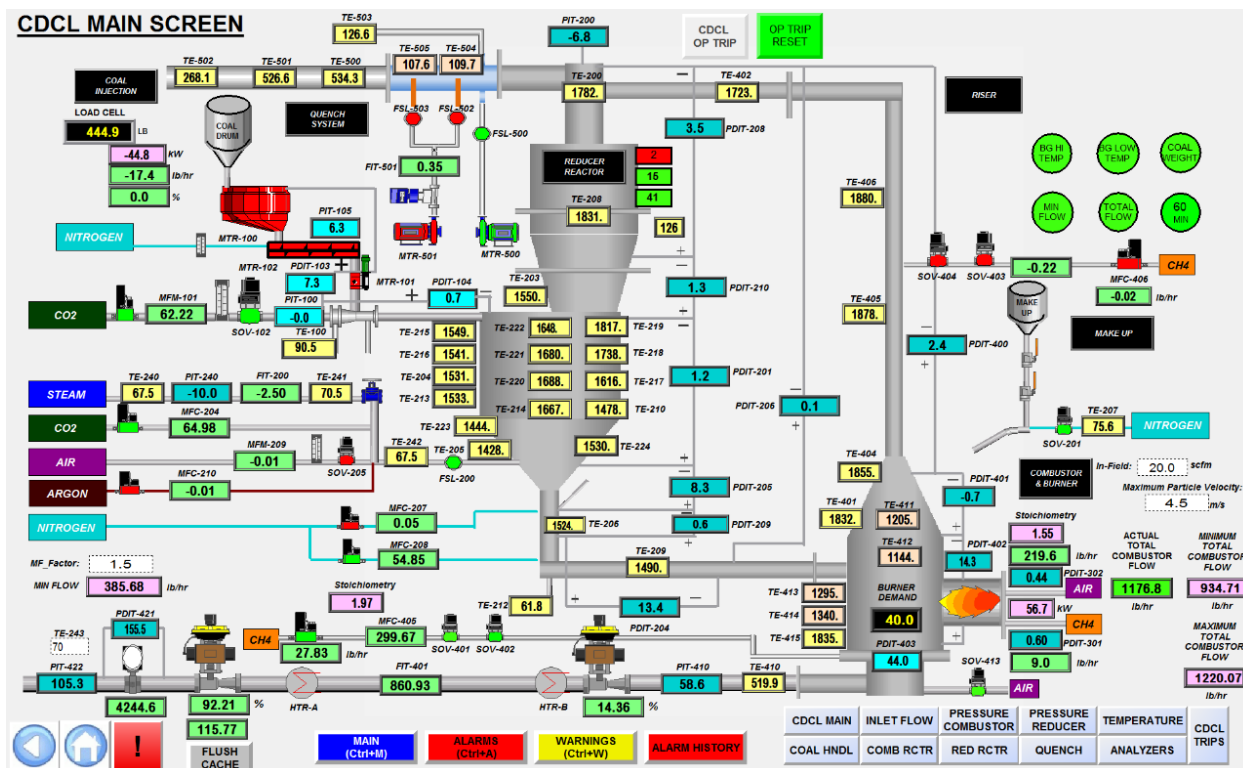 CDCL MAIN SCREEN
TE-503
126.6
PIT-200
-6.8
CDCL
OP TRIP
OP TRIP
RESET
TE-502
268.1
TE-501
526.6
TE-500
534.3
TE-505
107.6
TE-504
109.7
TE-200
1782.
TE-402
1723.
COAL
INJECTION
QUENCH
SYSTEM
RISER
LOAD CELL
444.9 LB
-44.8 KW
-17.4 lb/hr
0.0 %
COAL
DRUM
FSL-503
FSL-502
FSL-500
FIT-501
0.35
MTR-501
MTR-500
3.5
PDIT-208
REDUCER
REACTOR
2
15
41
TE-208
1831.
126
BG HI
TEMP
BG LOW
TEMP
COAL
WEIGHT
MIN
FLOW
TOTAL
FLOW
60
MIN
NITROGEN
MTR-100
PIT-105
6.3
MTR-102
PDIT-103
7.3
MTR-101
PIT-100
-0.0
TE-100
90.5
PDIT-104
0.7
TE-203
1550.
1.3
PDIT-210
TE-406
1880.
TE-405
1878.
SOV-404
SOV-403
-0.22
MFC-406
-0.02 lb/hr
CH4
CO2
MFM-101
62.22
SOV-102
MAKE
UP
MAKE UP
2.4
PDIT-400
TE-215
1549.
TE-216
1541.
TE-204
1531.
TE-213
1533.
TE-222
1648.
1817.
TE-219
TE-221
1680.
1738.
TE-218
TE-220
1688.
1616.
TE-217
TE-214
1667.
1478.
TE-210
1.2
PDIT-201
PDIT-206
0.1
STEAM
TE-240
67.5
PIT-240
-10.0
FIT-200
-2.50
TE-241
70.5
CO2
MFC-204
64.98
AIR
MFM-209
-0.01
SOV-205
TE-242
67.5
TE-205
FSL-200
TE-223
1444.
1428.
1530.
TE-224
ARGON
MFC-210
-0.01
NITROGEN
MFC-207
0.05
MFC-208
54.85
8.3
PDIT-205
0.6
PDIT-209
1524.
TE-206
TE-209
1490.
SOV-201
TE-207
75.6
NITROGEN
TE-404
1855.
TE-401
1832.
PDIT-401
-0.7
TE-411
1205.
TE-412
1144.
PDIT-402
14.3
COMBUSTOR
& BURNER
In-Field: 20.0 scfm
Maximum Particle Velocity:
4.5 m/s
Stoichiometry
1.55
219.6 lb/hr
PDIT-302
0.44
AIR
56.7 KW
CH4
0.60
PDIT-301
9.0 lb/hr
ACTUAL
TOTAL
COMBUSTOR
FLOW
1176.8
lb/hr
MINIMUM
TOTAL
COMBUSTOR
FLOW
934.71
lb/hr
MAXIMUM
TOTAL
COMBUSTOR
FLOW
1220.07
lb/hr
MF_Factor: 1.5
MIN FLOW 385.68 lb/hr
Stoichiometry
1.97
TE-212
61.8
13.4
PDIT-204
TE-413
1295.
TE-414
1340.
TE-415
1835.
BURNER
DEMAND
40.0
PDIT-403
44.0
PDIT-421
155.5
TE-243
70
PIT-422
105.3
4244.6
92.21 %
115.77
CH4
27.83 lb/hr
MFC-405
299.67
SOV-401
SOV-402
HTR-A
FIT-401
860.93
HTR-B
14.36 %
PIT-410
58.6
TE-410
519.9
SOV-413
AIR
!
FLUSH
CACHE
MAIN
(Ctrl+M)
ALARMS
(Ctrl+A)
WARNINGS
(Ctrl+W)
ALARM HISTORY
CDCL MAIN
INLET FLOW
PRESSURE
COMBUSTOR
PRESSURE
REDUCER
TEMPERATURE
CDCL
TRIPS
COAL HNDL
COMB RCTR
RED RCTR
QUENCH
ANALYZERS